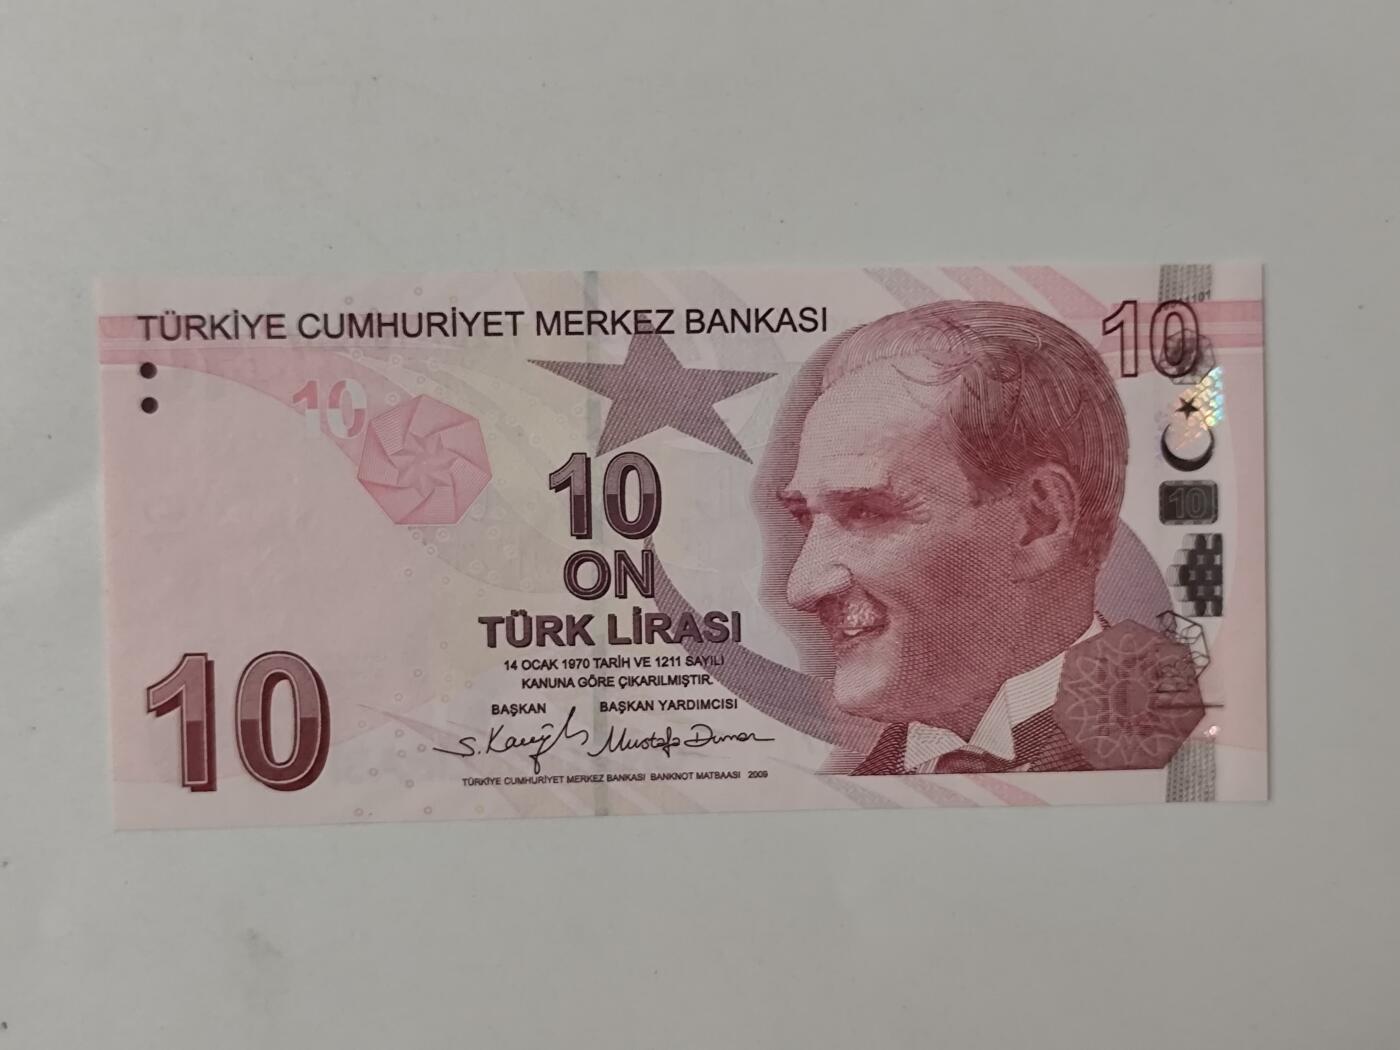 TÜRKİYE CUMHURİYET MERKEZ BANKASI
10
10
10
10
ON
TÜRK LİRASI
14 OCAK 1970 TARİH VE 1211 SAYILI
KANUNA GÖRE ÇIKARILMIŞTIR.
BAŞKAN BAŞKAN YARDIMCISI
10
TÜRKİYE CUMHURİYET MERKEZ BANKASI BANKNOT MATBAASI 2009